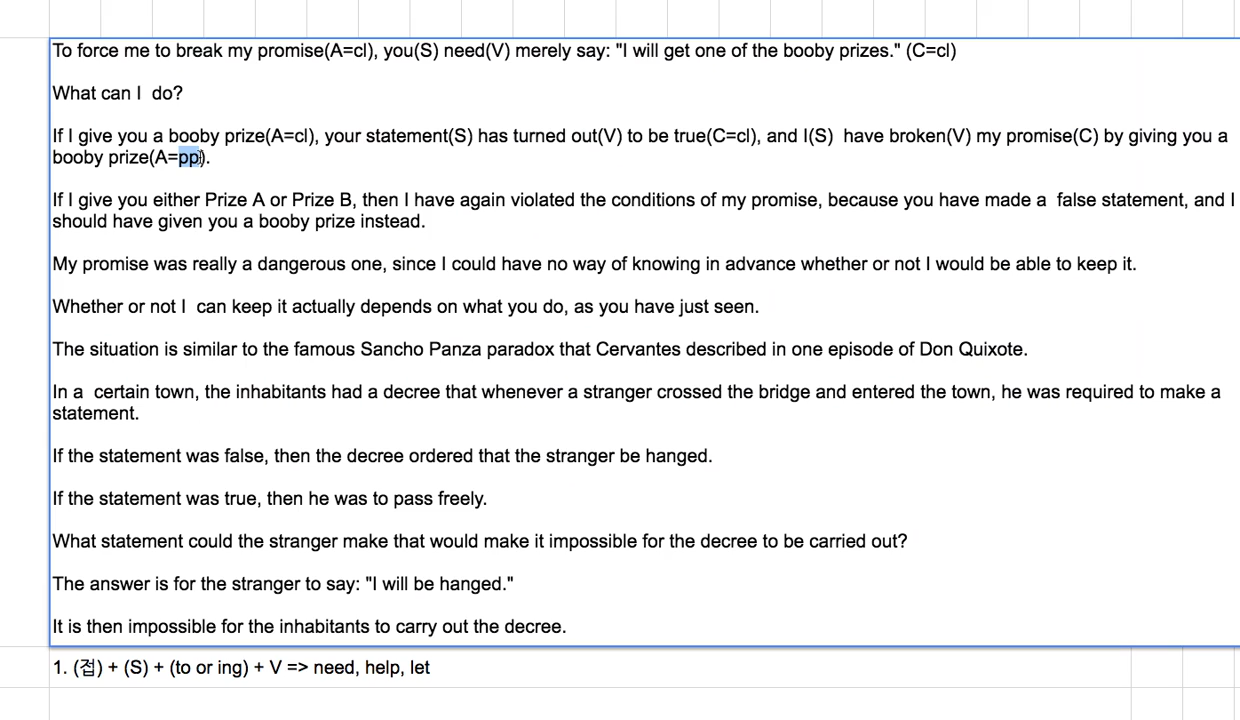 To force me to break my promise(A=cl), you(S) need(V) merely say: "I will get one of the booby prizes." (C=cl)
What can I  do?
If I give you a booby prize(A=cl), your statement(S) has turned out(V) to be true(C=cl), and I(S)  have broken(V) my promise(C) by giving you a
booby prize(A=pp).
If I give you either Prize A or Prize B, then I have again violated the conditions of my promise, because you have made a  false statement, and I
should have given you a booby prize instead.
My promise was really a dangerous one, since I could have no way of knowing in advance whether or not I would be able to keep it.
Whether or not I  can keep it actually depends on what you do, as you have just seen.
The situation is similar to the famous Sancho Panza paradox that Cervantes described in one episode of Don Quixote.
In a  certain town, the inhabitants had a decree that whenever a stranger crossed the bridge and entered the town, he was required to make a
statement.
If the statement was false, then the decree ordered that the stranger be hanged.
If the statement was true, then he was to pass freely.
What statement could the stranger make that would make it impossible for the decree to be carried out?
The answer is for the stranger to say: "I will be hanged."
It is then impossible for the inhabitants to carry out the decree.
1. (접) + (S) + (to or ing) + V => need, help, let